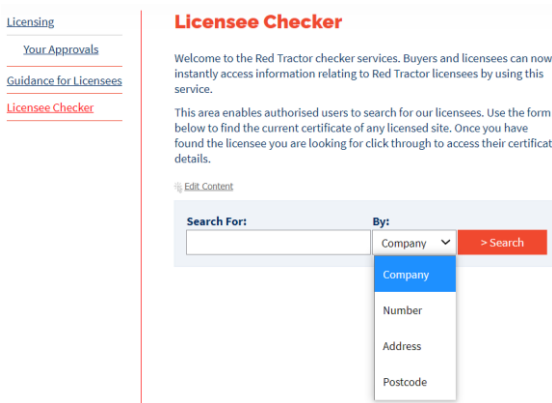 Licensing
Your Approvals
Guidance for Licensees
Licensee Checker
Licensee Checker
Welcome to the Red Tractor checker services. Buyers and licensees can now
instantly access information relating to Red Tractor licensees by using this
service.
This area enables authorised users to search for our licensees. Use the form
below to find the current certificate of any licensed site. Once you have
found the licensee you are looking for click through to access their certificat
details.
Edit Content
Search For:
By:
Company
> Search
Company
Number
Address
Postcode